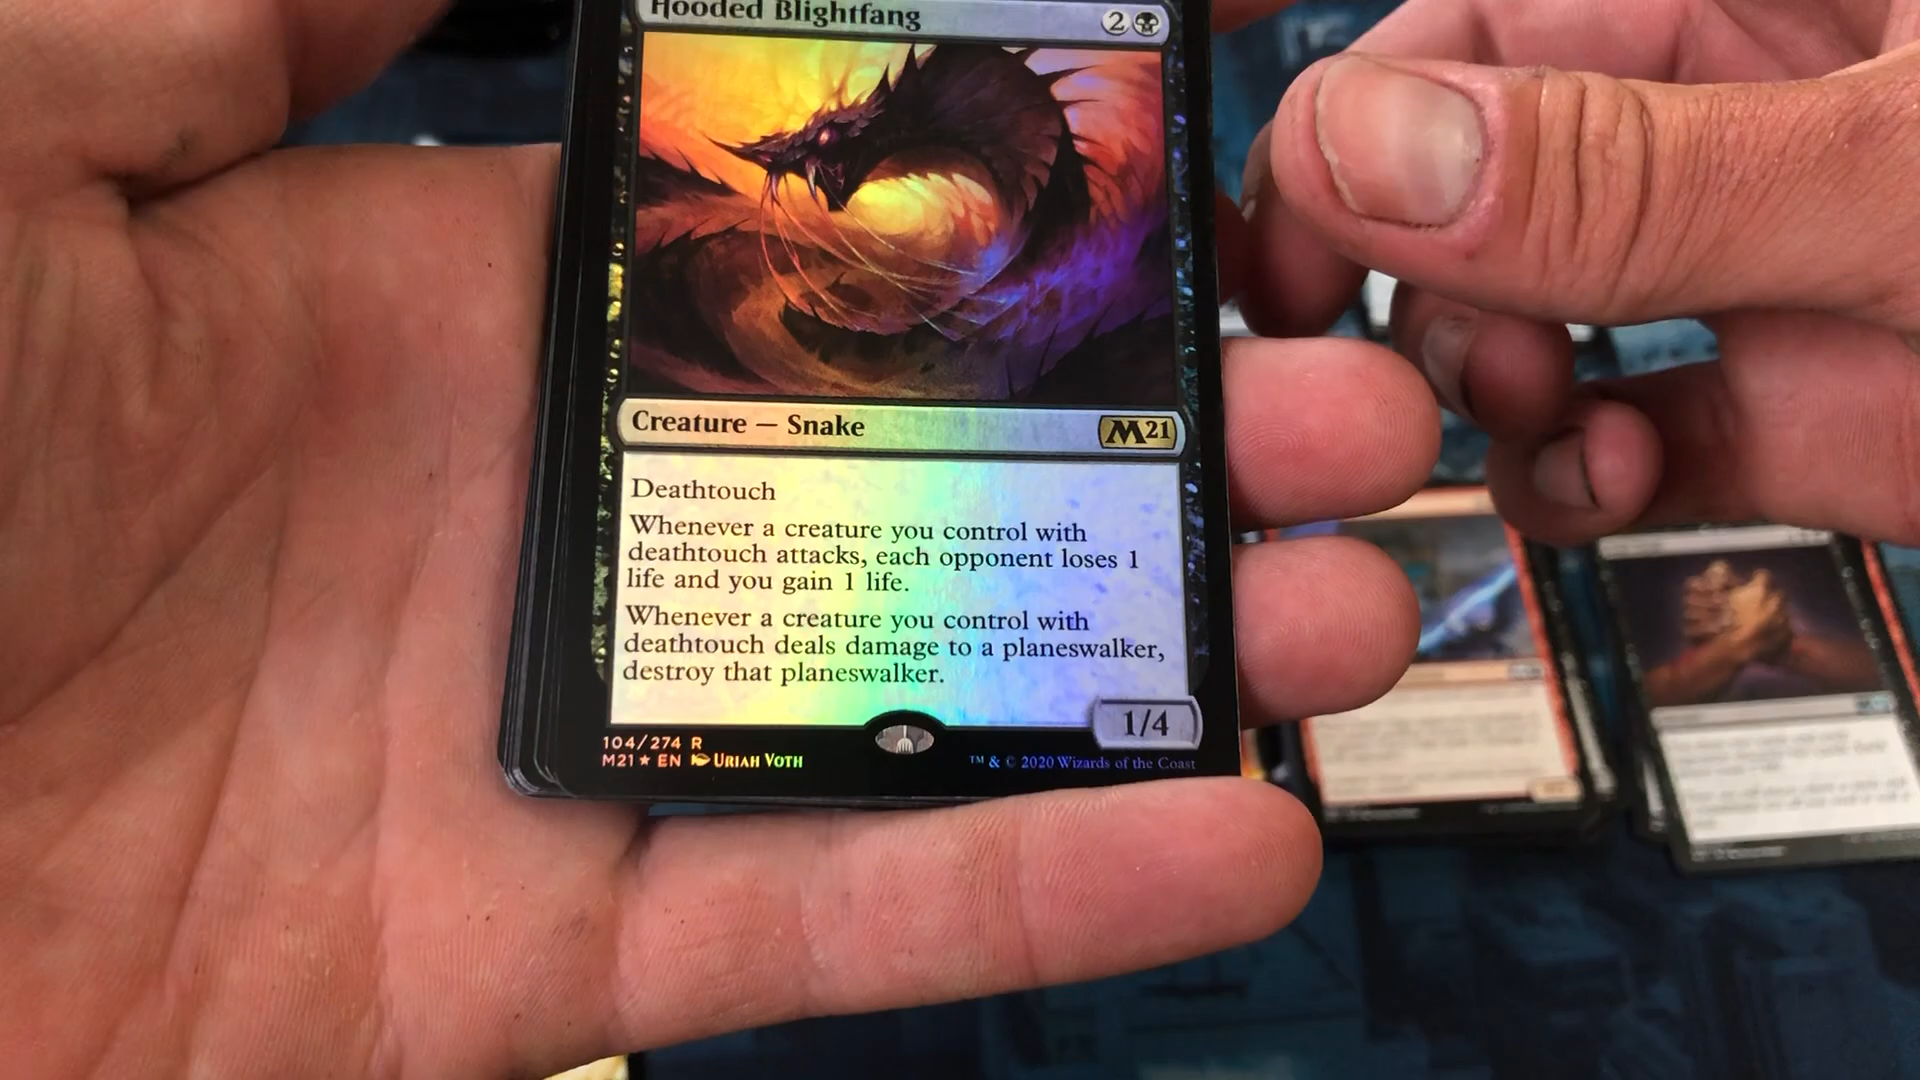 Hooded Blightfang 2
Creature — Snake M21
Deathtouch
Whenever a creature you control with
deathtouch attacks, each opponent loses 1
life and you gain 1 life.
Whenever a creature you control with
deathtouch deals damage to a planeswalker,
destroy that planeswalker.
1/4
104/274 R
M21 ★ EN Uriah Voth
™ & © 2020 Wizards of the Coast